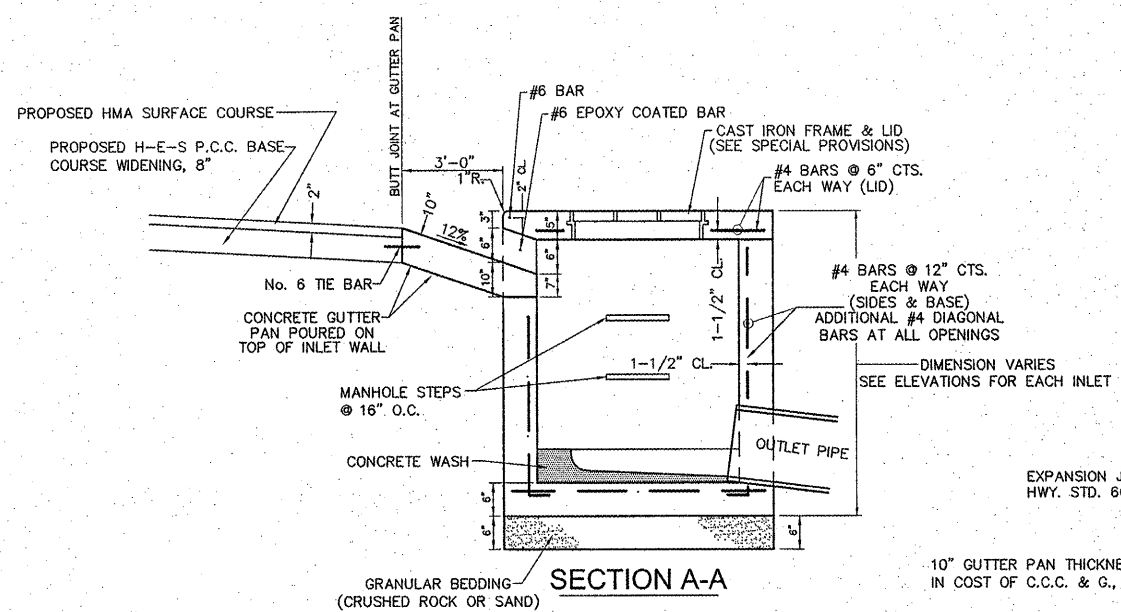 BUTT JOINT AT GUTTER PAN
PROPOSED HMA SURFACE COURSE
PROPOSED H-E-S P.C.C. BASE
COURSE WIDENING, 8"
3'-0"
1"R.
2" CL.
#6 BAR
#6 EPOXY COATED BAR
CAST IRON FRAME & LID
(SEE SPECIAL PROVISIONS)
#4 BARS @ 6" CTS.
EACH WAY (LID)
2"
10"
12%
3"
6"
10"
5"
6"
7"
No. 6 TIE BAR
CONCRETE GUTTER
PAN POURED ON
TOP OF INLET WALL
1-1/2" CL.
#4 BARS @ 12" CTS.
EACH WAY
(SIDES & BASE)
ADDITIONAL #4 DIAGONAL
BARS AT ALL OPENINGS
1-1/2" CL.
DIMENSION VARIES
SEE ELEVATIONS FOR EACH INLET
MANHOLE STEPS
@ 16" O.C.
OUTLET PIPE
CONCRETE WASH
6"
6"
6"
EXPANSION J
HWY. STD. 6
GRANULAR BEDDING
(CRUSHED ROCK OR SAND)
SECTION A-A
10" GUTTER PAN THICKNE
IN COST OF C.C.C. & G.,